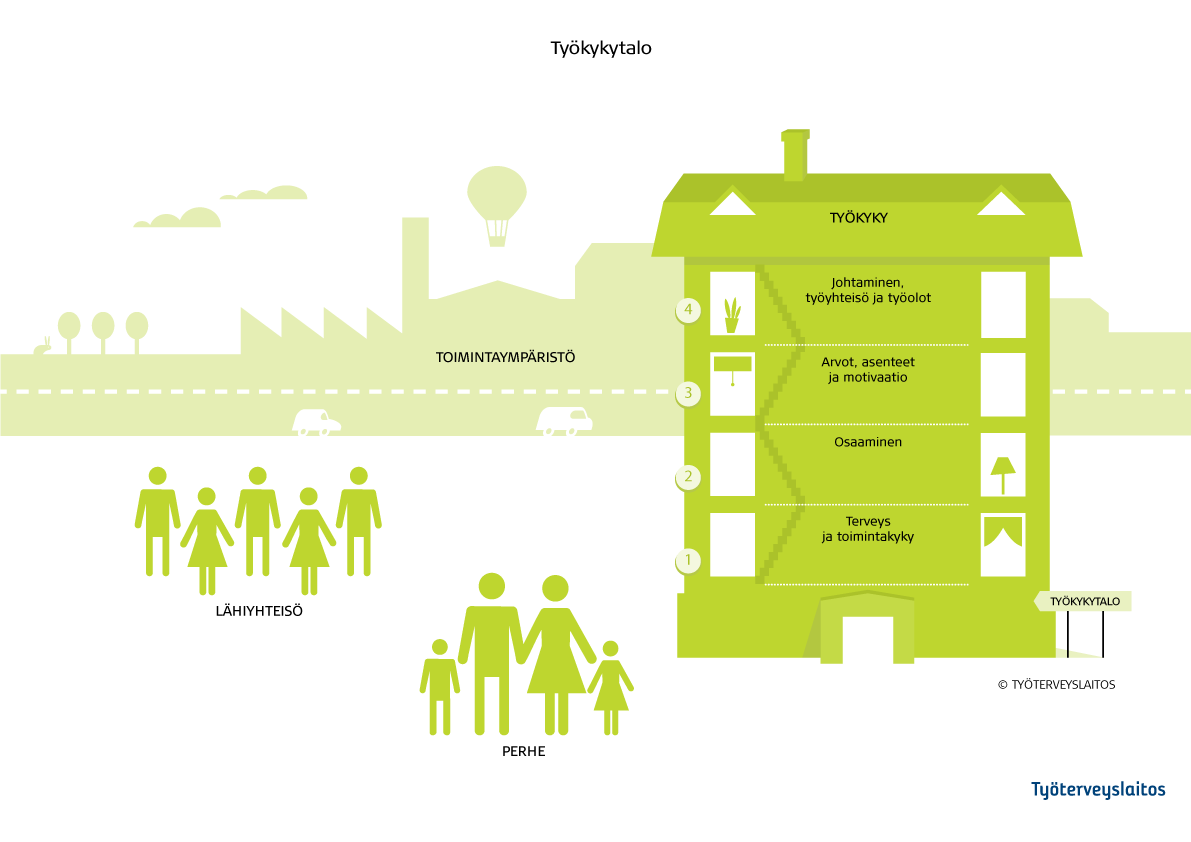 Työkykytalo
TYÖKYKY
Johtaminen,
työyhteisö ja työolot
4
TOIMINTAYMPÄRISTÖ
Arvot, asenteet
ja motivaatio
3
Osaaminen
2
Terveys
ja toimintakyky
1
LÄHIYHTEISÖ
TYÖKYKYTALO
© TYÖTERVEYSLAITOS
PERHE
Työterveyslaitos